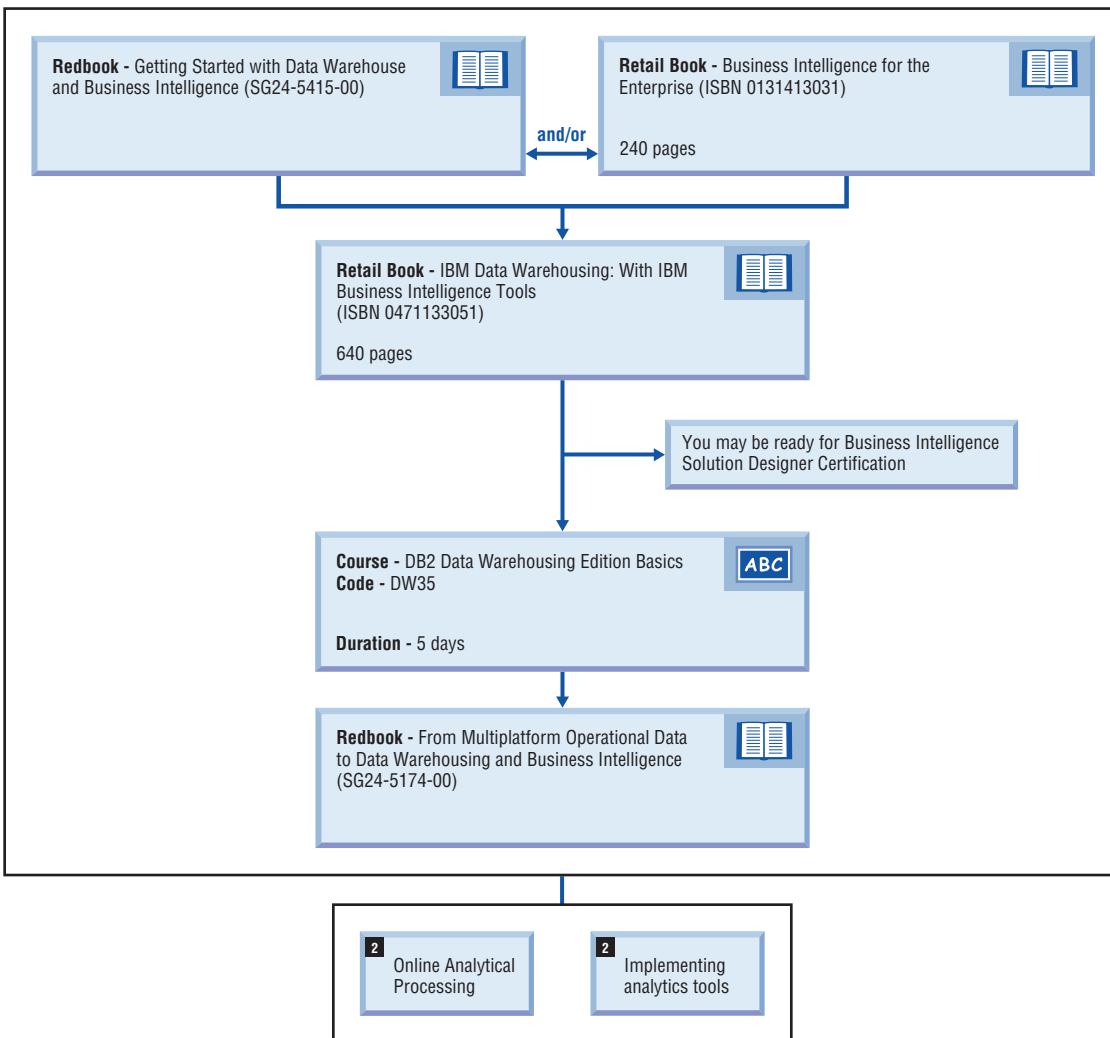 Redbook - Getting Started with Data Warehouse
and Business Intelligence (SG24-5415-00)
and/or
Retail Book - Business Intelligence for the
Enterprise (ISBN 0131413031)
240 pages
Retail Book - IBM Data Warehousing: With IBM
Business Intelligence Tools
(ISBN 0471133051)
640 pages
You may be ready for Business Intelligence
Solution Designer Certification
Course - DB2 Data Warehousing Edition Basics
Code - DW35
ABC
Duration - 5 days
Redbook - From Multiplatform Operational Data
to Data Warehousing and Business Intelligence
(SG24-5174-00)
2
Online Analytical
Processing
2
Implementing
analytics tools